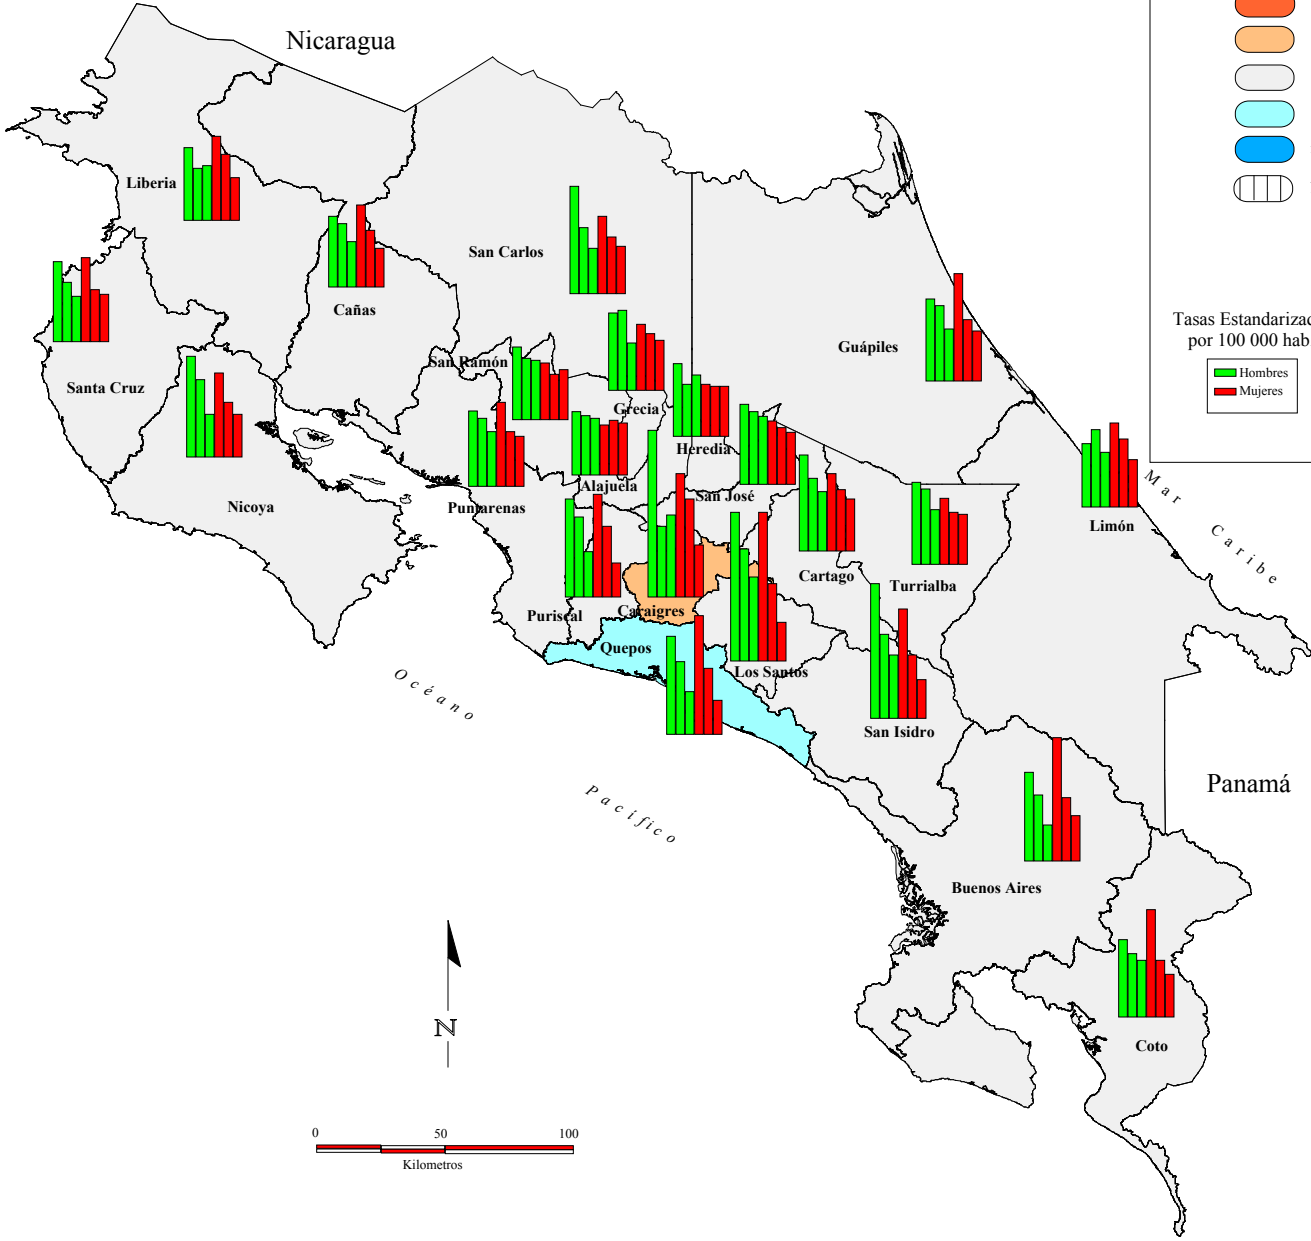 Nicaragua
Liberia
San Carlos
Cañas
Tasas Estandarizad
por 100 000 hab.
Hombres
Mujeres
Guápiles
San Ramón
Santa Cruz
Grecia
Heredia
Alajuela
San José
Nicoya
Puntarenas
Mar Caribe
Limón
Cartago
Turrialba
Puriscal
Caraigres
Quepos
Los Santos
Océano
San Isidro
Panamá
Pacífico
Buenos Aires
N
Coto
0 50 100
Kilometros